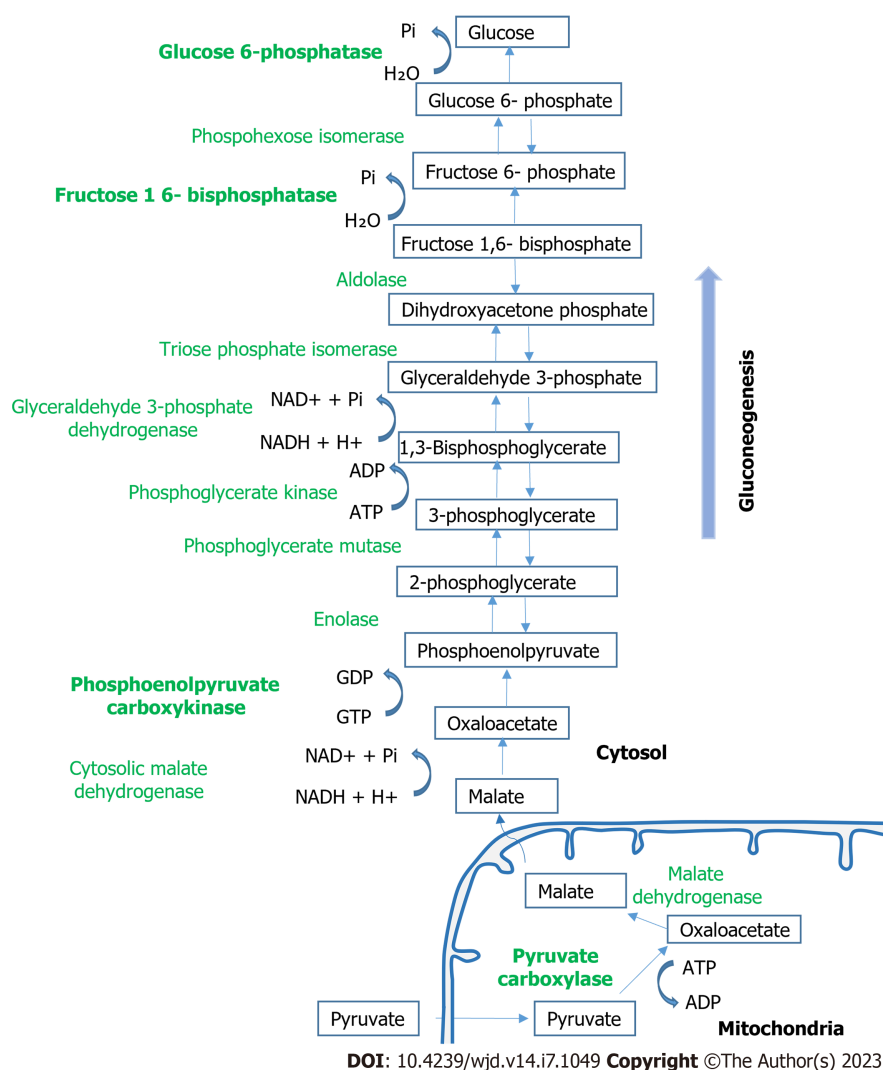 Pi
Glucose
Glucose 6-phosphatase
H₂O
Glucose 6- phosphate
Phospohexose isomerase
Fructose 6- phosphate
Pi
Fructose 1 6- bisphosphatase
H₂O
Fructose 1,6- bisphosphate
Aldolase
Dihydroxyacetone phosphate
Triose phosphate isomerase
Glyceraldehyde 3-phosphate
NAD+ + Pi
Glyceraldehyde 3-phosphate
dehydrogenase
NADH + H+
1,3-Bisphosphoglycerate
ADP
Phosphoglycerate kinase
ATP
3-phosphoglycerate
Phosphoglycerate mutase
2-phosphoglycerate
Enolase
Phosphoenolpyruvate
GDP
Phosphoenolpyruvate
carboxykinase
GTP
Oxaloacetate
Gluconeogenesis
Cytosol
NAD+ + Pi
Cytosolic malate
dehydrogenase
NADH + H+
Malate
Malate
Malate
dehydrogenase
Oxaloacetate
Pyruvate
carboxylase
ATP
ADP
Pyruvate
Pyruvate
Mitochondria
DOI: 10.4239/wjd.v14.i7.1049 Copyright ©The Author(s) 2023